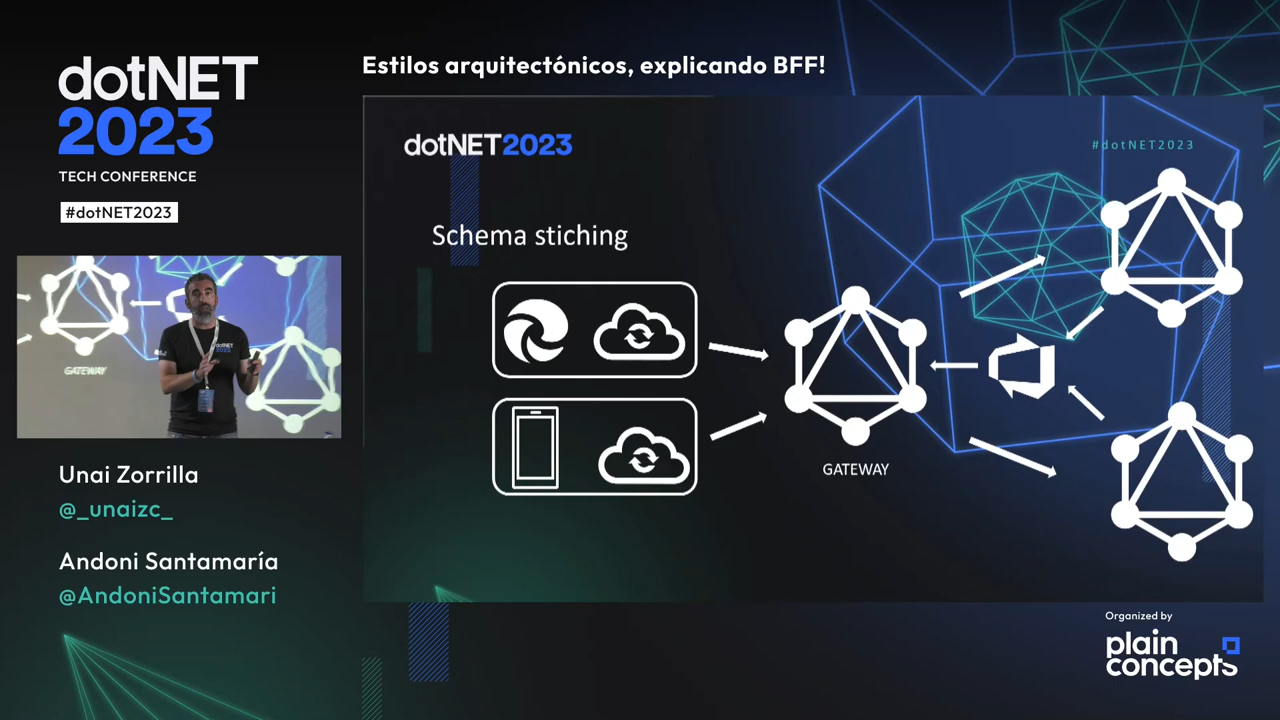 dotNET
2023
TECH CONFERENCE
#dotNET2023
GATEWAY
Unai Zorrilla
@_unaizc_
Andoni Santamaría
@AndoniSantamari
Estilos arquitectónicos, explicando BFF!
dotNET2023
#dotNET2023
Schema stiching
GATEWAY
Organized by
plain
concepts